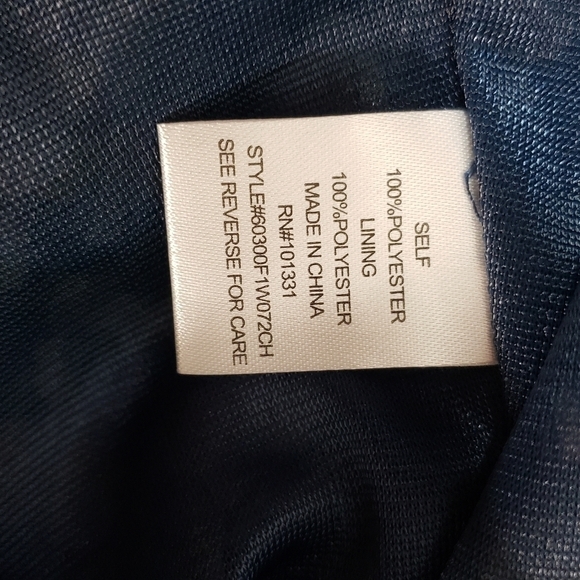 SELF
100%POLYESTER
LINING
100%POLYESTER
MADE IN CHINA
RN#101331
STYLE#60300F1W072CH
SEE REVERSE FOR CARE